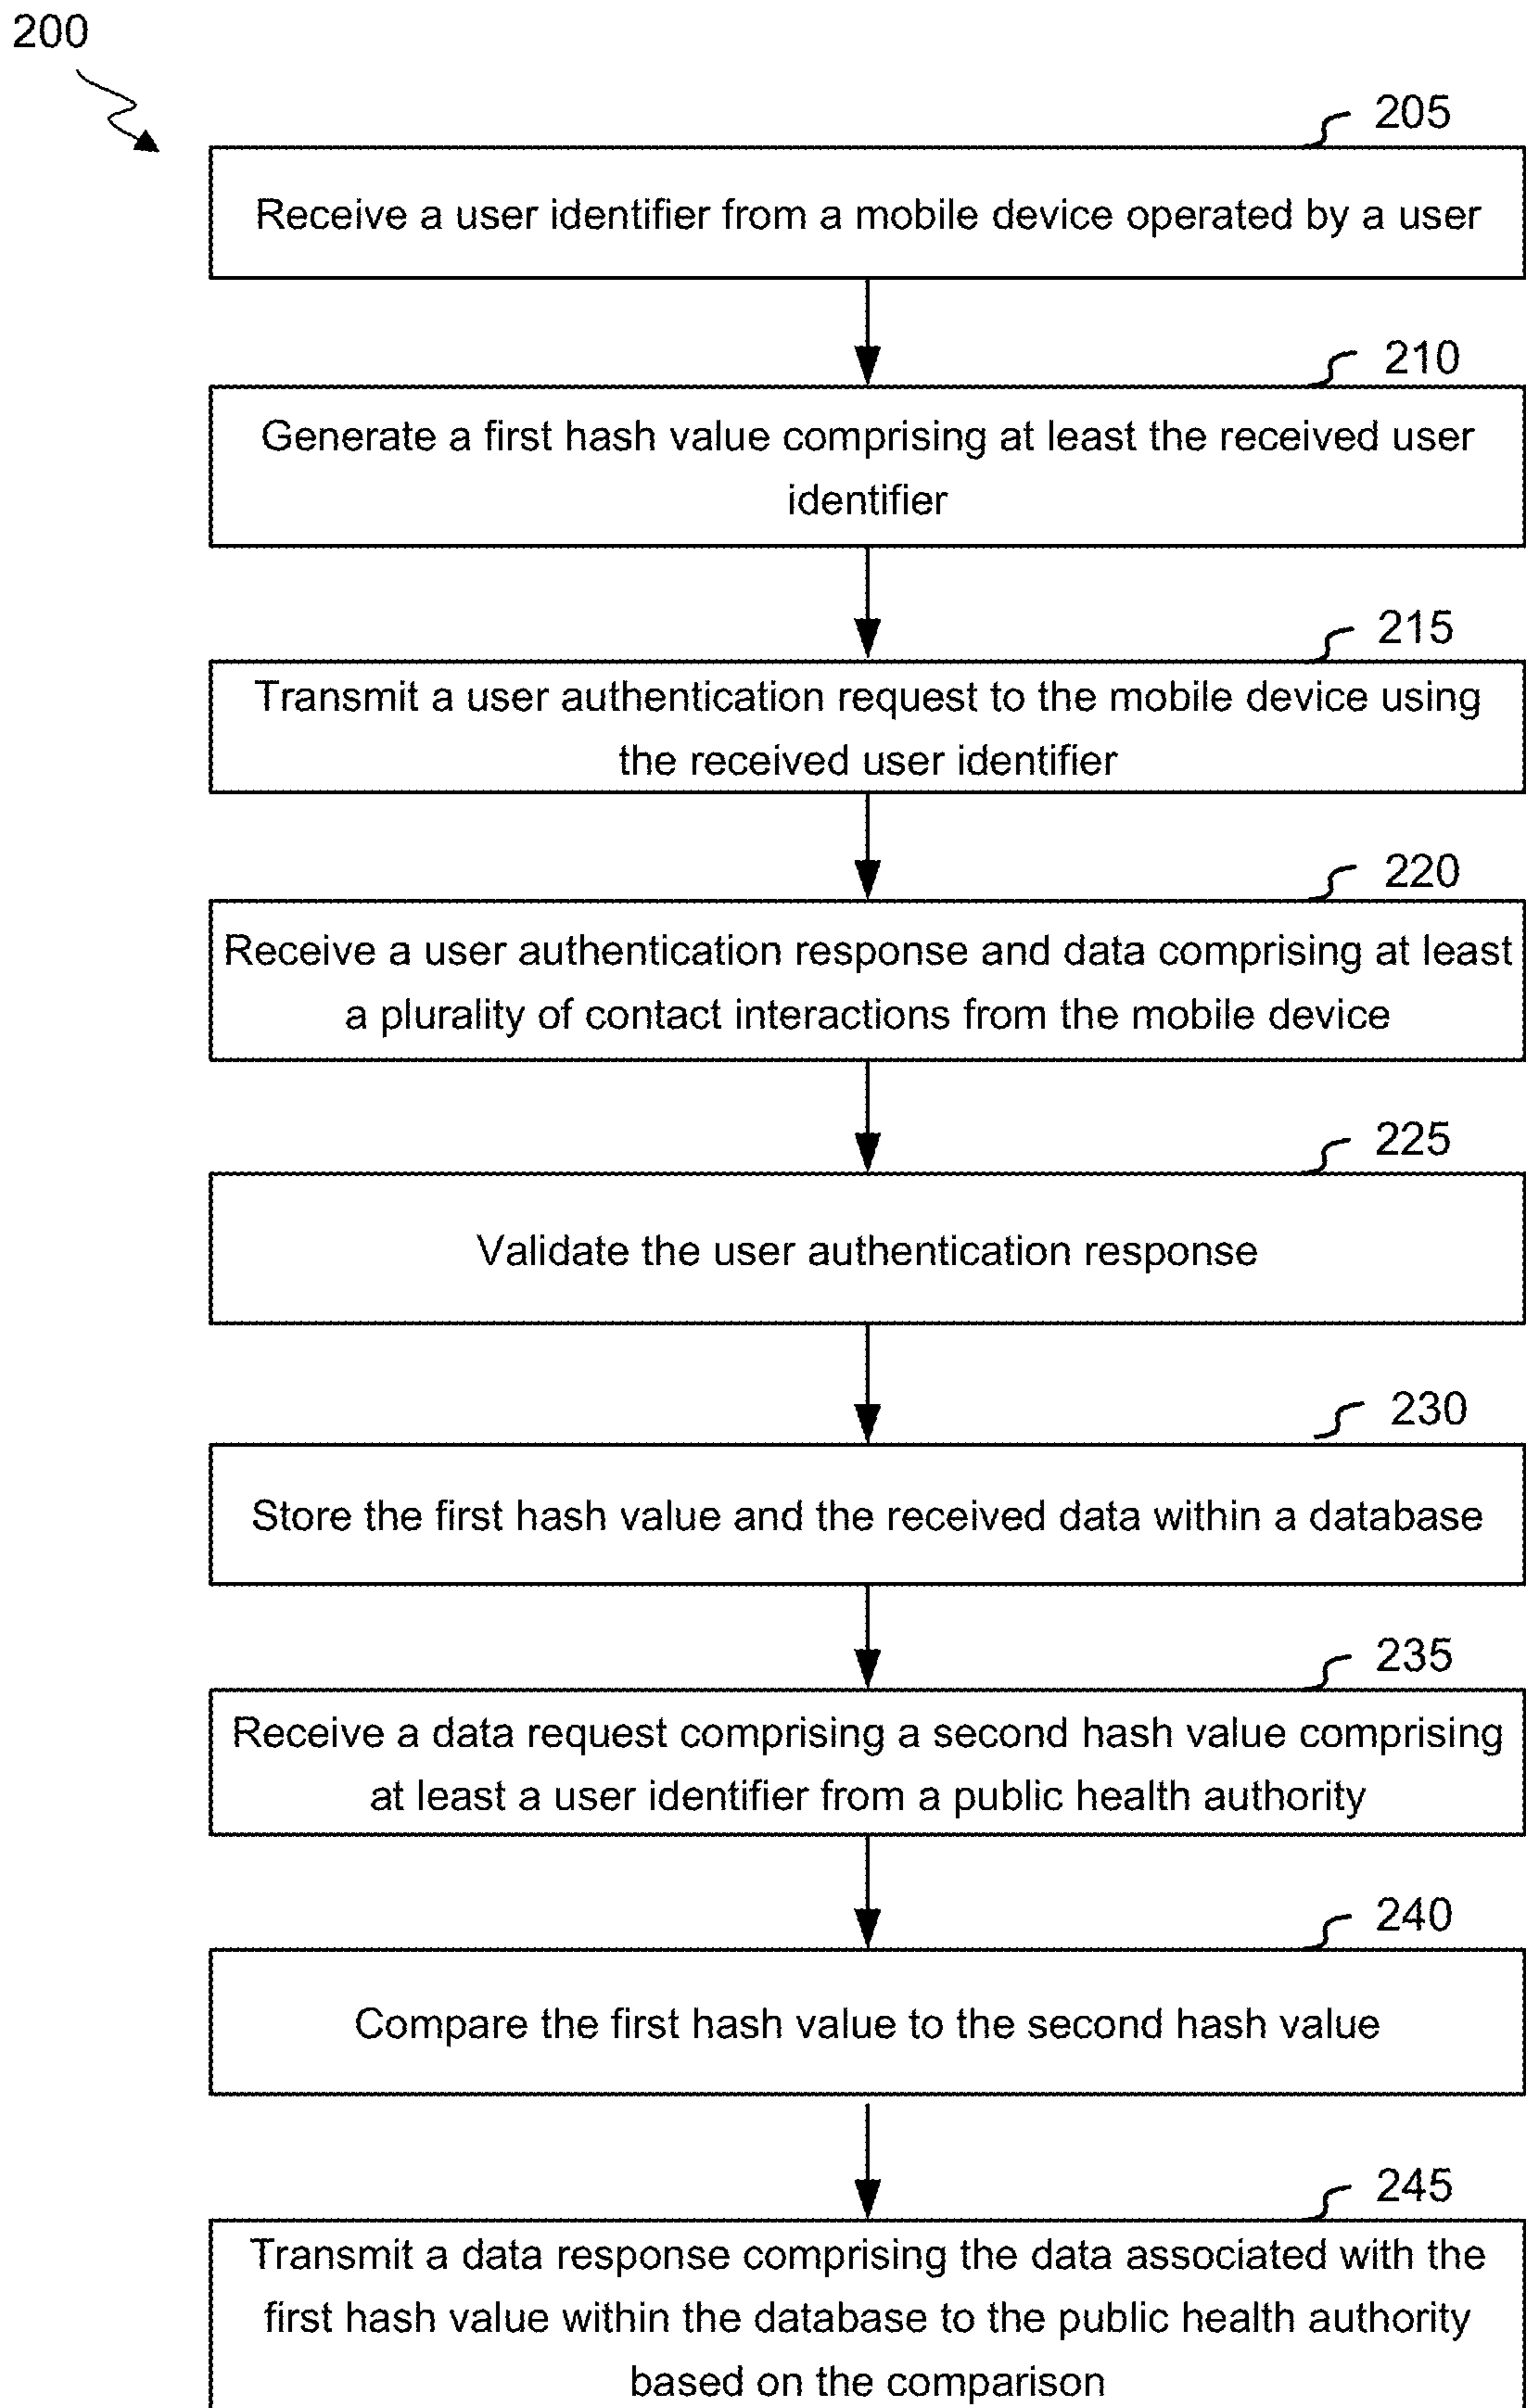 200
205
Receive a user identifier from a mobile device operated by a user
210
Generate a first hash value comprising at least the received user
identifier
215
Transmit a user authentication request to the mobile device using
the received user identifier
220
Receive a user authentication response and data comprising at least
a plurality of contact interactions from the mobile device
225
Validate the user authentication response
230
Store the first hash value and the received data within a database
235
Receive a data request comprising a second hash value comprising
at least a user identifier from a public health authority
240
Compare the first hash value to the second hash value
245
Transmit a data response comprising the data associated with the
first hash value within the database to the public health authority
based on the comparison